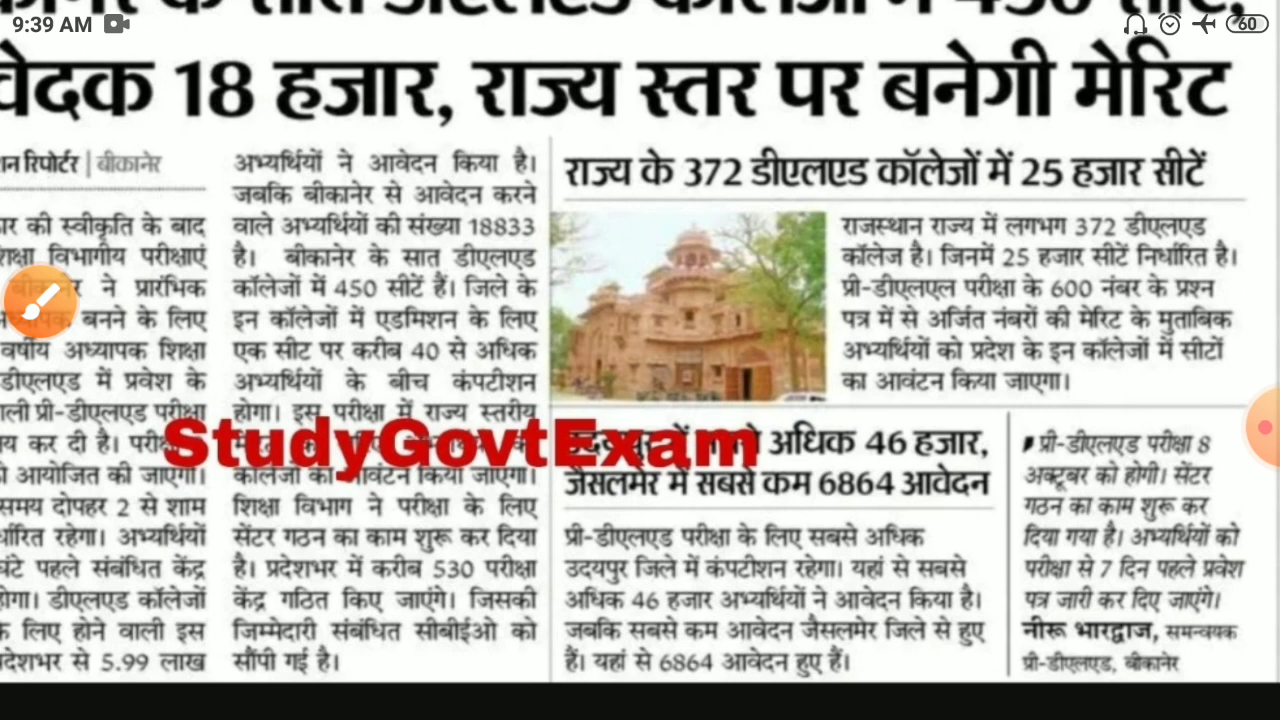 9:39 AM
60
वेदक 18 हजार, राज्य स्तर पर बनेगी मेरिट
रिपोर्टर | बीकानेर
की स्वीकृति के बाद
शिक्षा विभागीय परीक्षाएं
ने प्रारंभिक
बनने के लिए
वर्षीय अध्यापक शिक्षा
डीएलएड में प्रवेश के
प्री-डीएलएड परीक्षा
कर दी है।
आयोजित की जाएगी।
समय दोपहर 2 से शाम
रहेगा। अभ्यर्थियों
पहले संबंधित केंद्र
होगा। डीएलएड कॉलेजों
लिए होने वाली इस
से 5.99 लाख
अभ्यर्थियों ने आवेदन किया है।
जबकि बीकानेर से आवेदन करने
वाले अभ्यर्थियों की संख्या 18833
है। बीकानेर के सात डीएलएड
कॉलेजों में 450 सीटें हैं। जिले के
इन कॉलेजों में एडमिशन के लिए
एक सीट पर करीब 40 से अधिक
अभ्यर्थियों के बीच कंपटीशन
होगा। इस परीक्षा में राज्य स्तरीय
कॉलेजों का आवंटन किया जाएगा।
शिक्षा विभाग ने परीक्षा के लिए
सेंटर गठन का काम शुरू कर दिया
है। प्रदेशभर में करीब 530 परीक्षा
केंद्र गठित किए जाएंगे। जिसकी
जिम्मेदारी संबंधित सीबीईओ को
सौंपी गई है।
राज्य के 372 डीएलएड कॉलेजों में 25 हजार सीटें
राजस्थान राज्य में लगभग 372 डीएलएड
कॉलेज है। जिनमें 25 हजार सीटें निर्धारित है।
प्री-डीएलएल परीक्षा के 600 नंबर के प्रश्न
पत्र में से अर्जित नंबरों की मेरिट के मुताबिक
अभ्यर्थियों को प्रदेश के इन कॉलेजों में सीटों
का आवंटन किया जाएगा।
StudyGovtExam
अधिक 46 हजार,
जैसलमेर में सबसे कम 6864 आवेदन
प्री-डीएलएड परीक्षा के लिए सबसे अधिक
उदयपुर जिले में कंपटीशन रहेगा। यहां से सबसे
अधिक 46 हजार अभ्यर्थियों ने आवेदन किया है।
जबकि सबसे कम आवेदन जैसलमेर जिले से हुए
हैं। यहां से 6864 आवेदन हुए हैं।
प्री-डीएलएड परीक्षा 8
अक्टूबर को होगी। सेंटर
गठन का काम शुरू कर
दिया गया है। अभ्यर्थियों को
परीक्षा से 7 दिन पहले प्रवेश
पत्र जारी कर दिए जाएंगे।
नीरू भारद्वाज, समन्वयक
प्री-डीएलएड, बीकानेर